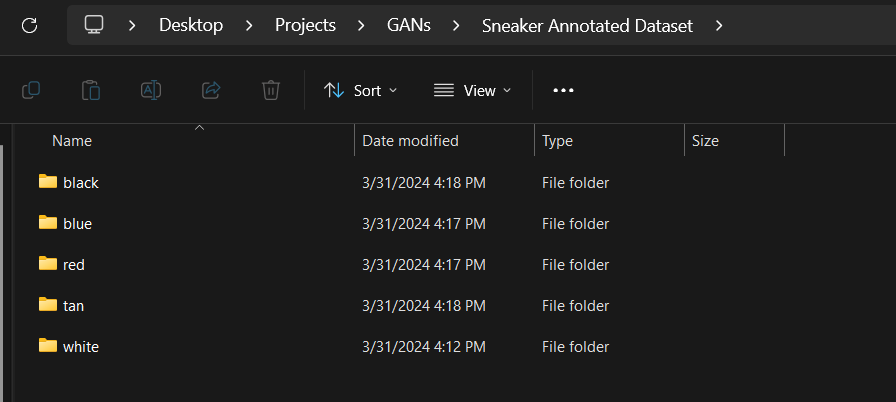 Desktop > Projects > GANs > Sneaker Annotated Dataset >
Sort View
Name Date modified Type Size
black 3/31/2024 4:18 PM File folder
blue 3/31/2024 4:17 PM File folder
red 3/31/2024 4:17 PM File folder
tan 3/31/2024 4:18 PM File folder
white 3/31/2024 4:12 PM File folder